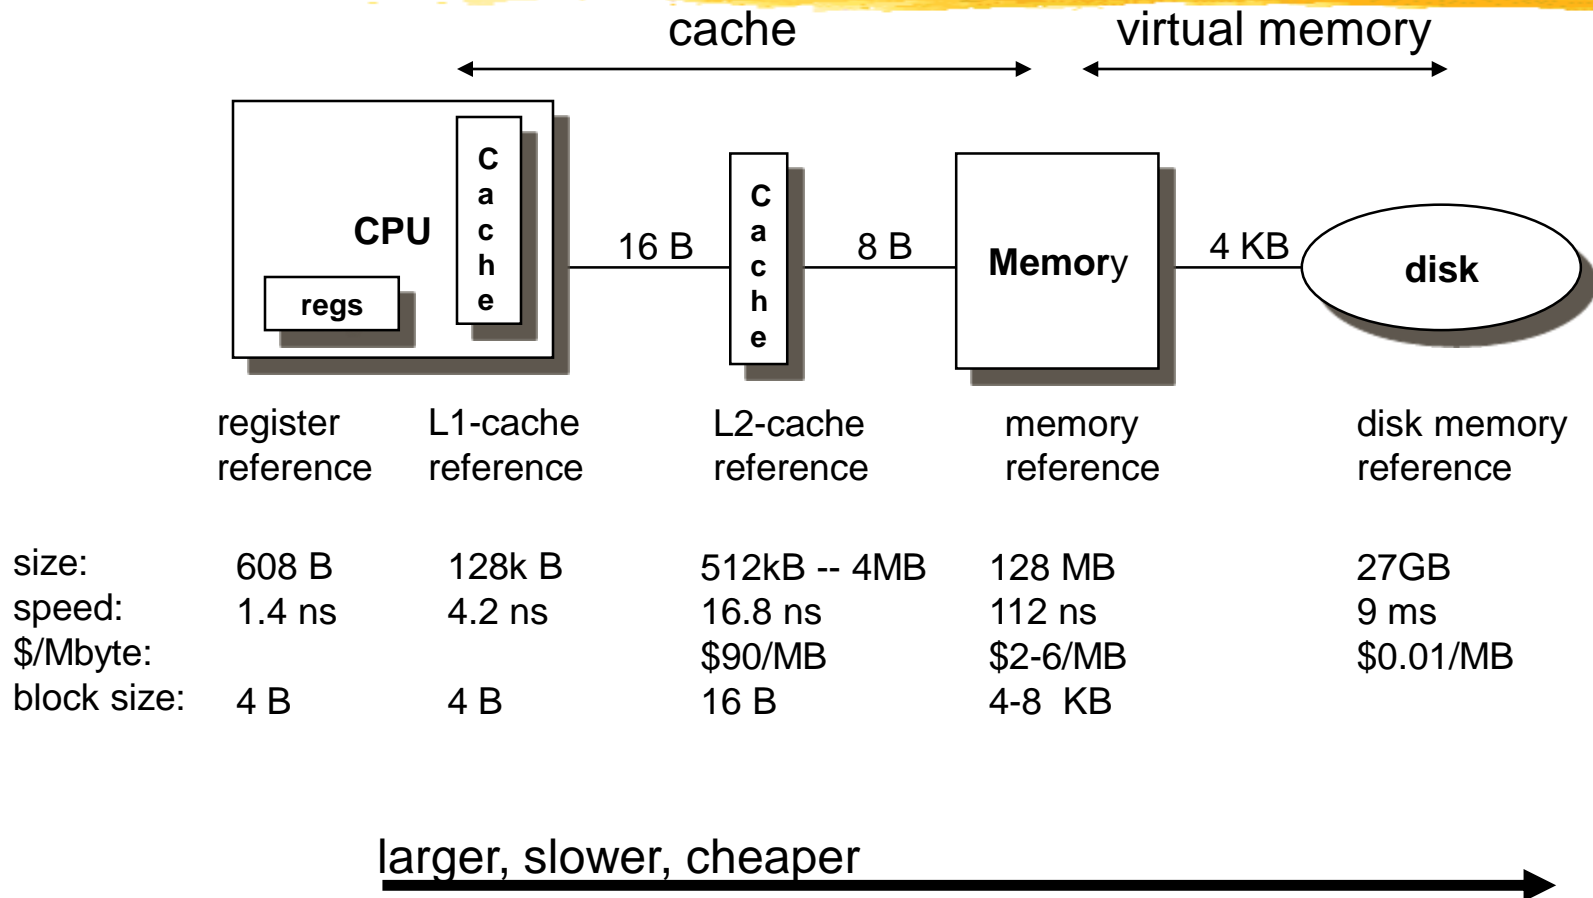 cache virtual memory
CPU
Cache
regs
16 B
Cache
8 B
Memory
4 KB
disk
register L1-cache L2-cache memory disk memory
reference reference reference reference reference
size: 608 B 128k B 512kB -- 4MB 128 MB 27GB
speed: 1.4 ns 4.2 ns 16.8 ns 112 ns 9 ms
$/Mbyte: $90/MB $2-6/MB $0.01/MB
block size: 4 B 4 B 16 B 4-8 KB
larger, slower, cheaper